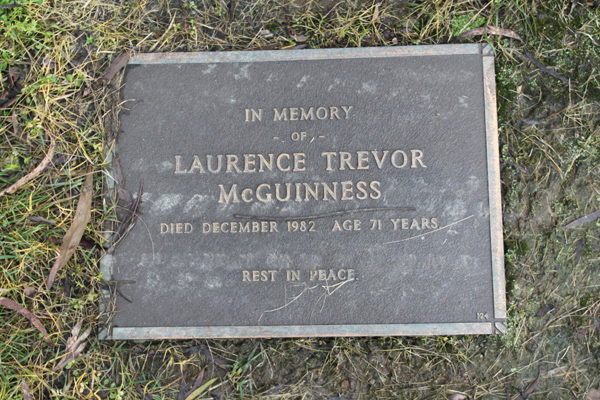 IN MEMORY
- OF -
LAURENCE TREVOR
McGUINNESS
DIED DECEMBER 1982 AGE 71 YEARS
REST IN PEACE.
124